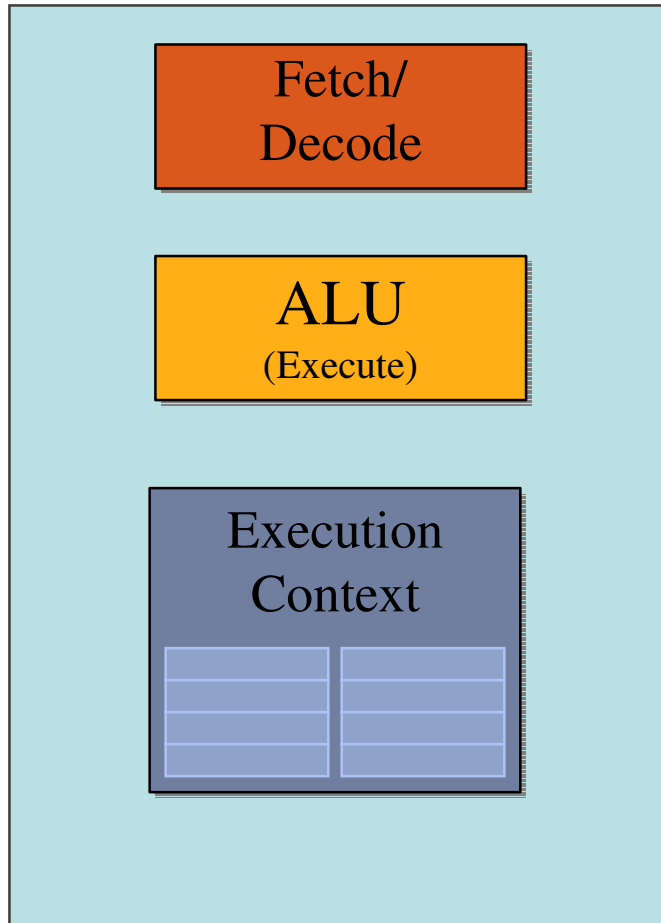 Fetch/
Decode
ALU
(Execute)
Execution
Context